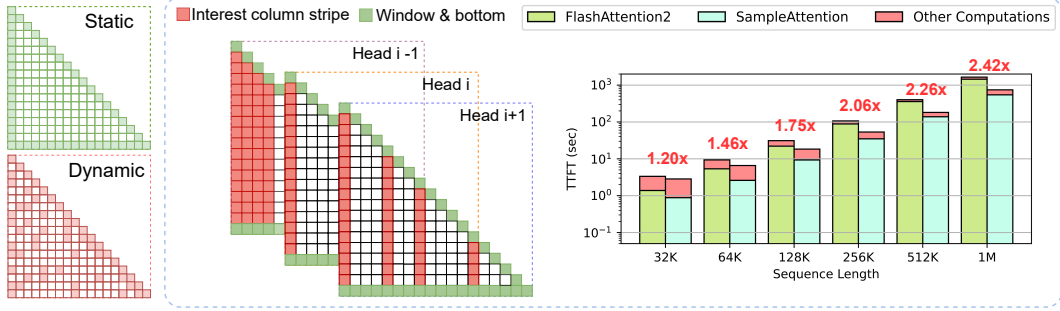 Static
Dynamic
Interest column stripe
Window & bottom
Head i -1
Head i
Head i+1
FlashAttention2
SampleAttention
Other Computations
TTFT (sec)
10³
10²
10¹
10⁰
10⁻¹
1.20x
1.46x
1.75x
2.06x
2.26x
2.42x
32K
64K
128K
256K
512K
1M
Sequence Length